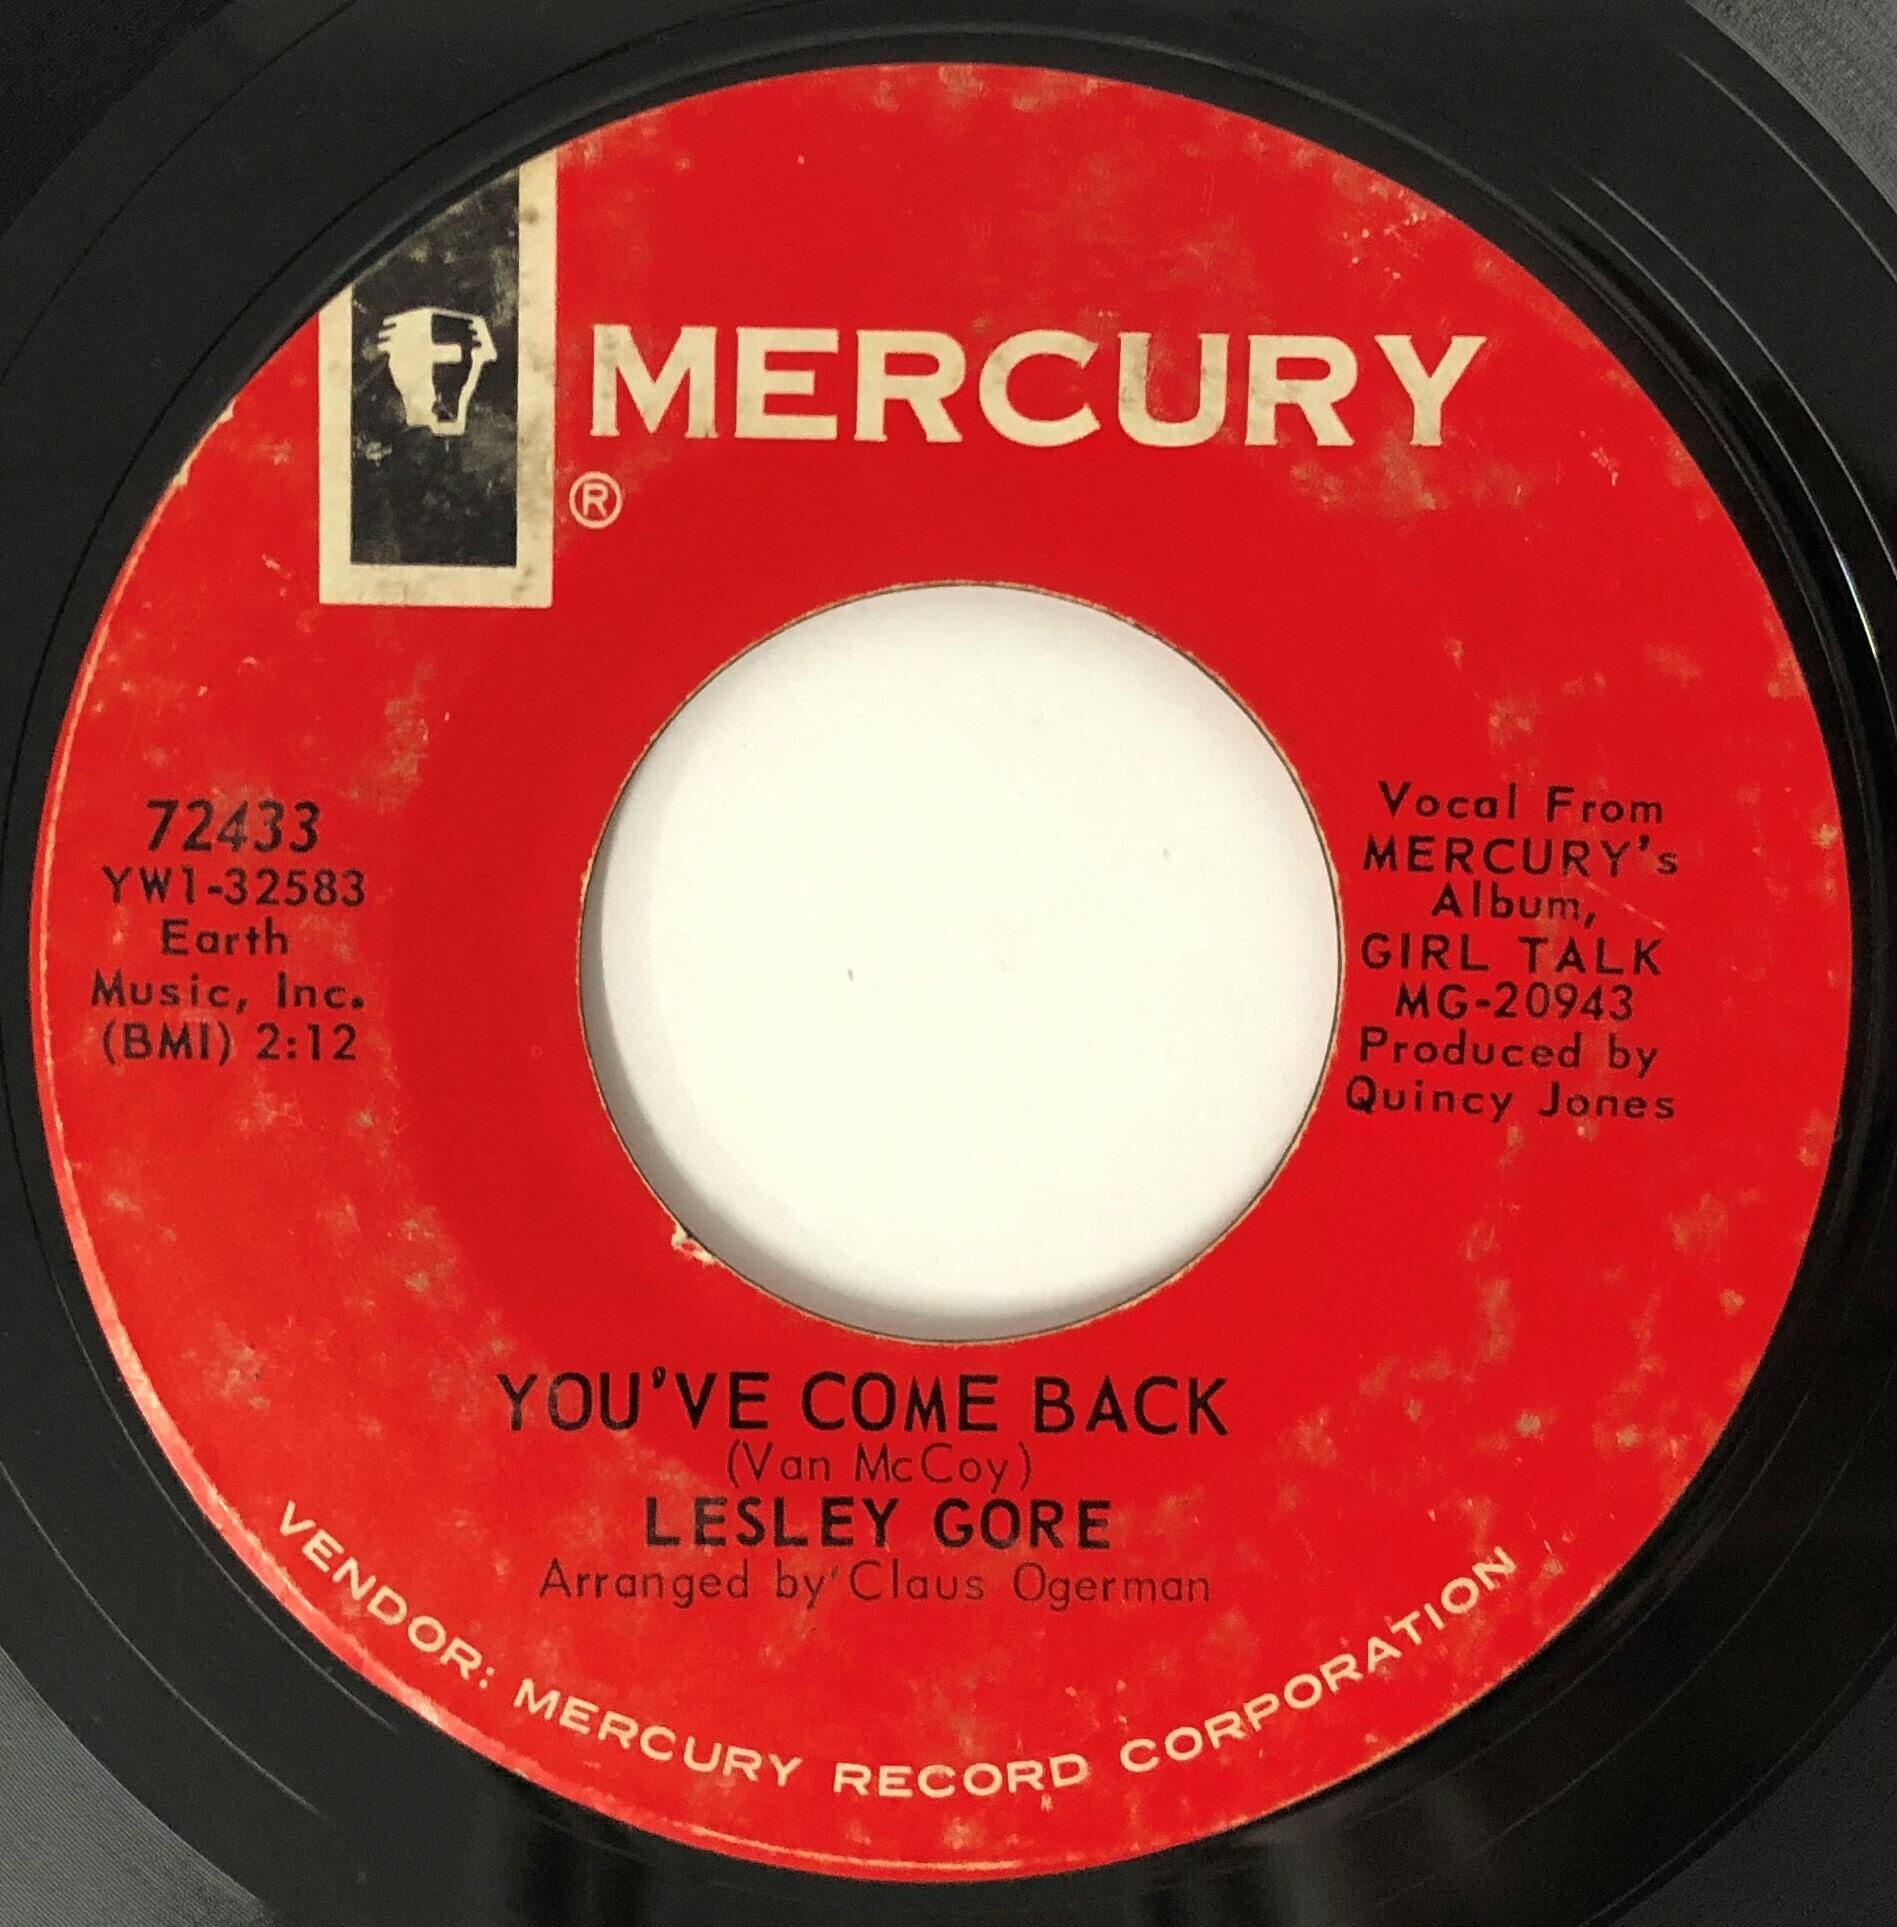 MERCURY
®
72433
YW1-32583
Earth
Music, Inc.
(BMI) 2:12
Vocal From
MERCURY's
Album,
GIRL TALK
MG-20943
Produced by
Quincy Jones
YOU'VE COME BACK
(Van McCoy)
LESLEY GORE
Arranged by Claus Ogerman
VENDOR: MERCURY RECORD CORPORATION